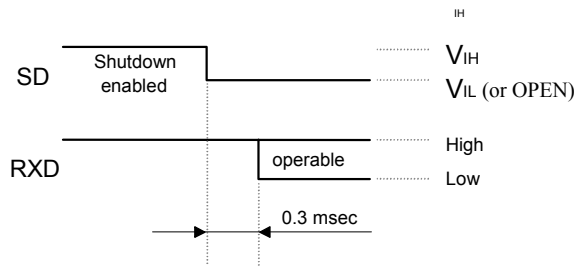 IH
VIH
SD
Shutdown
enabled
VIL (or OPEN)
High
RXD
operable
Low
0.3 msec